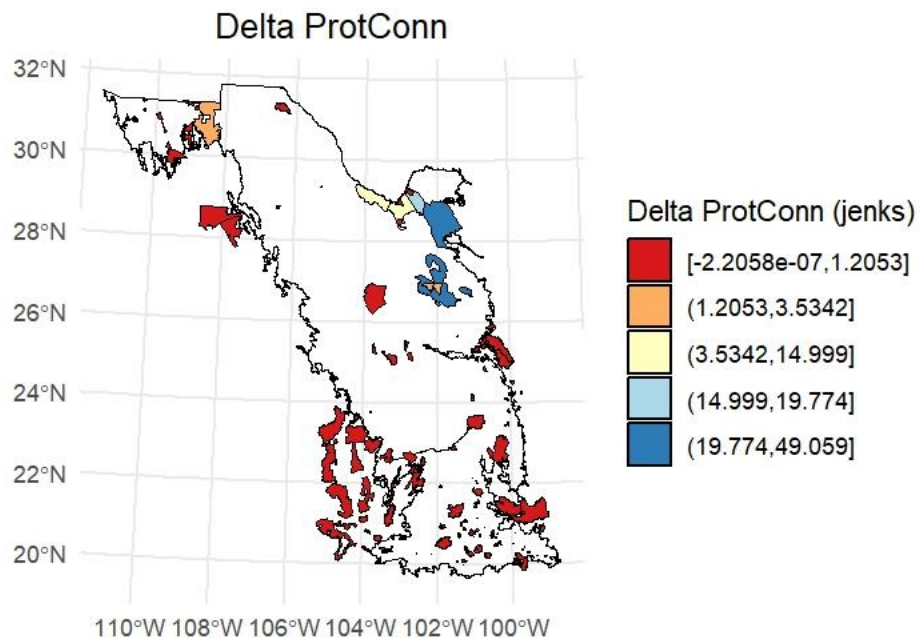 Delta ProtConn
32°N
30°N
28°N
26°N
24°N
22°N
20°N
110°W 108°W 106°W 104°W 102°W 100°W
Delta ProtConn (jenks)
[-2.2058e-07,1.2053]
(1.2053,3.5342]
(3.5342,14.999]
(14.999,19.774]
(19.774,49.059]